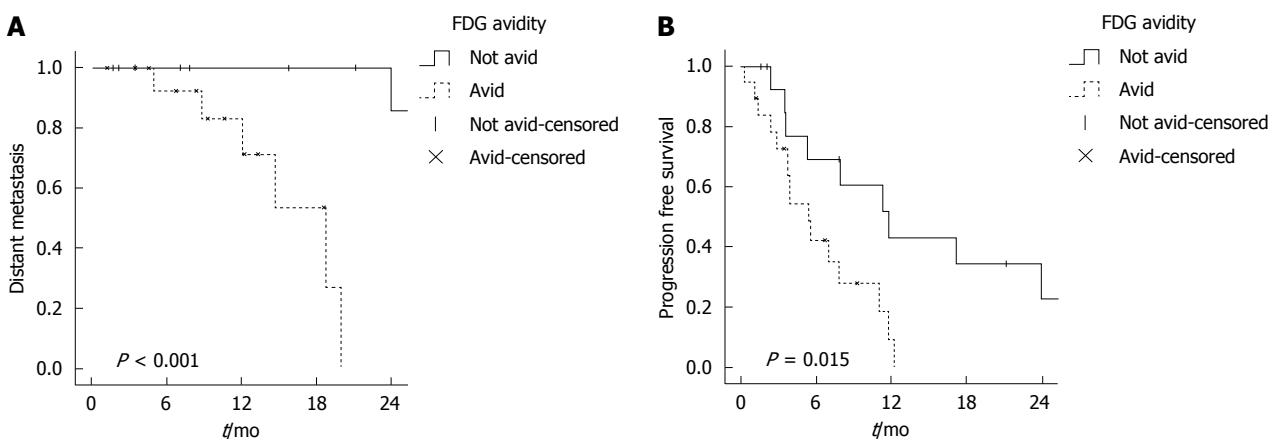 A
FDG avidity
Not avid
Avid
Not avid-censored
Avid-censored
Distant metastasis
1.0
0.8
0.6
0.4
0.2
0.0
P < 0.001
0 6 12 18 24
t/mo
B
FDG avidity
Not avid
Avid
Not avid-censored
Avid-censored
Progression free survival
1.0
0.8
0.6
0.4
0.2
0.0
P = 0.015
0 6 12 18 24
t/mo